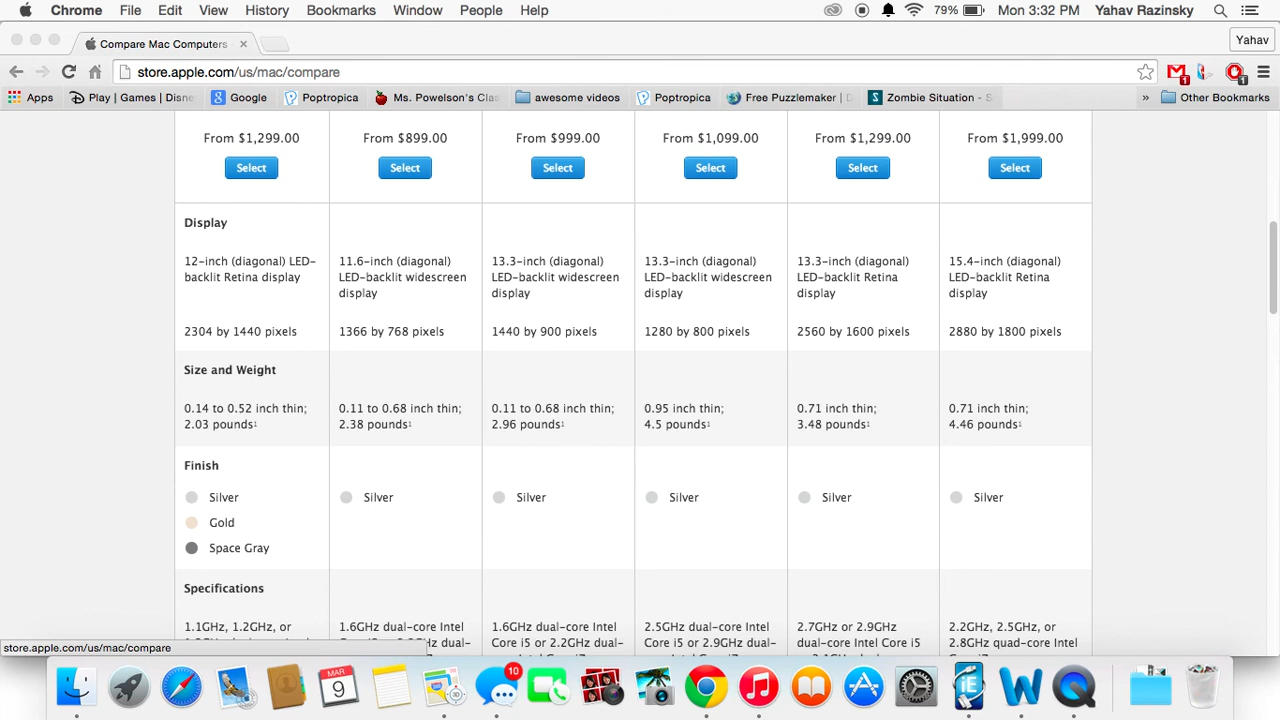 Chrome File Edit View History Bookmarks Window People Help 79% Mon 3:32 PM Yahav Razinsky
Compare Mac Computers Yahav
store.apple.com/us/mac/compare 1 1
Apps Play | Games | Disne Google Poptropica Ms. Powelson's Clas awesome videos Poptropica Free Puzzlemaker | D Zombie Situation - S » Other Bookmarks
From $1,299.00 From $899.00 From $999.00 From $1,099.00 From $1,299.00 From $1,999.00
Select Select Select Select Select Select
Display
12-inch (diagonal) LED- 11.6-inch (diagonal) 13.3-inch (diagonal) 13.3-inch (diagonal) 13.3-inch (diagonal) 15.4-inch (diagonal)
backlit Retina display LED-backlit widescreen LED-backlit widescreen LED-backlit widescreen LED-backlit Retina LED-backlit Retina
display display display display display
2304 by 1440 pixels 1366 by 768 pixels 1440 by 900 pixels 1280 by 800 pixels 2560 by 1600 pixels 2880 by 1800 pixels
Size and Weight
0.14 to 0.52 inch thin; 0.11 to 0.68 inch thin; 0.11 to 0.68 inch thin; 0.95 inch thin; 0.71 inch thin; 0.71 inch thin;
2.03 pounds¹ 2.38 pounds¹ 2.96 pounds¹ 4.5 pounds¹ 3.48 pounds¹ 4.46 pounds¹
Finish
Silver Silver Silver Silver Silver Silver
Gold
Space Gray
Specifications
1.1GHz, 1.2GHz, or 1.6GHz dual-core Intel 1.6GHz dual-core Intel 2.5GHz dual-core Intel 2.7GHz or 2.9GHz 2.2GHz, 2.5GHz, or
Core i5 or 2.2GHz dual- Core i5 or 2.9GHz dual- dual-core Intel Core i5 2.8GHz quad-core Intel
store.apple.com/us/mac/compare
MAR
9
10
3D
iE
W